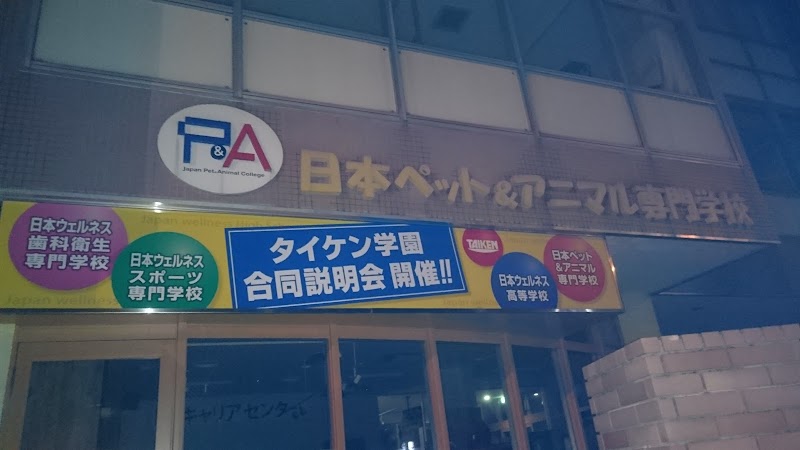 P&A
Japan Pet&Animal College
日本ペット&アニマル専門学校
日本ウェルネス
歯科衛生
専門学校
日本ウェルネス
スポーツ
専門学校
タイケン学園
合同説明会 開催!!
TAIKEN
日本ウェルネス
高等学校
日本ペット
&アニマル
専門学校
Japan wellness
キャリアセンター